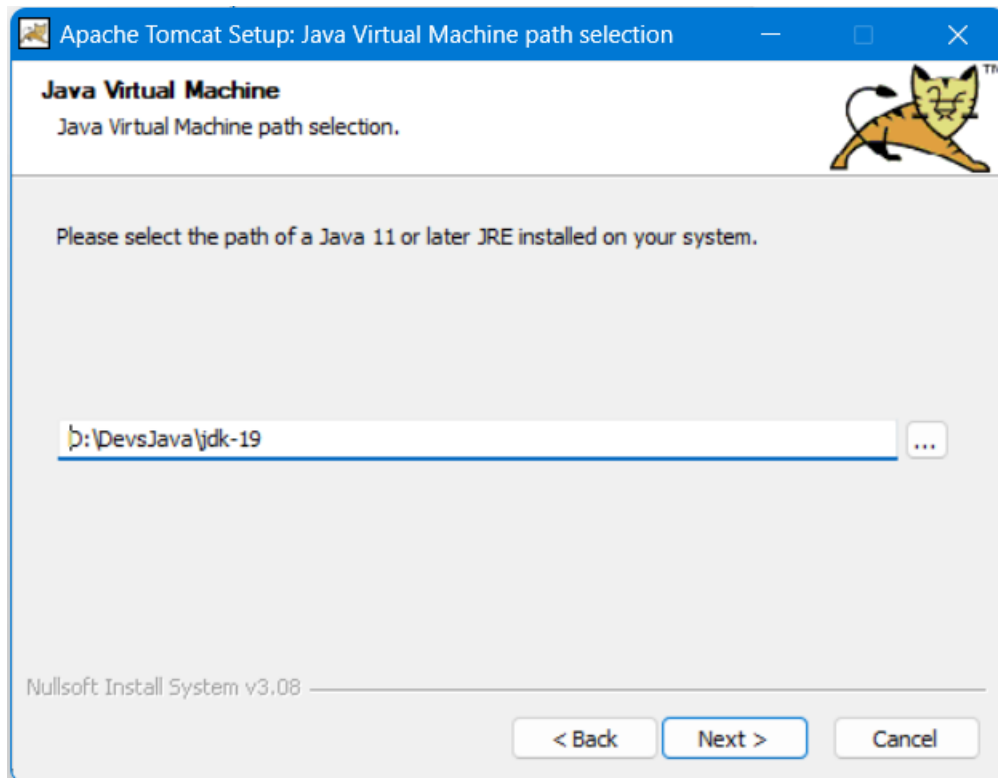 Apache Tomcat Setup: Java Virtual Machine path selection
Java Virtual Machine
Java Virtual Machine path selection.
TM
Please select the path of a Java 11 or later JRE installed on your system.
D:\DevsJava\jdk-19
...
Nullsoft Install System v3.08
< Back
Next >
Cancel